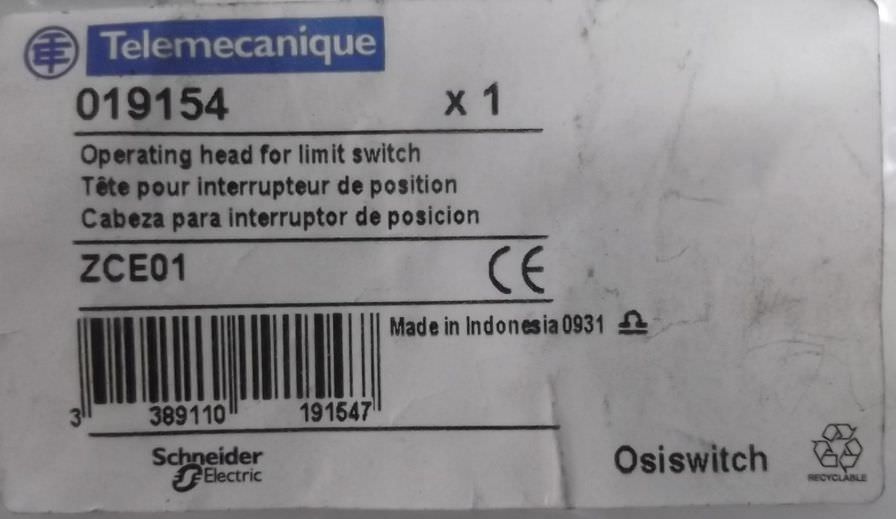 Telemecanique
019154 x 1
Operating head for limit switch
Tête pour interrupteur de position
Cabeza para interruptor de posicion
ZCE01 CE
Made in Indonesia 0931
3 389110 191547
Schneider
Electric
Osiswitch
RECYCLABLE